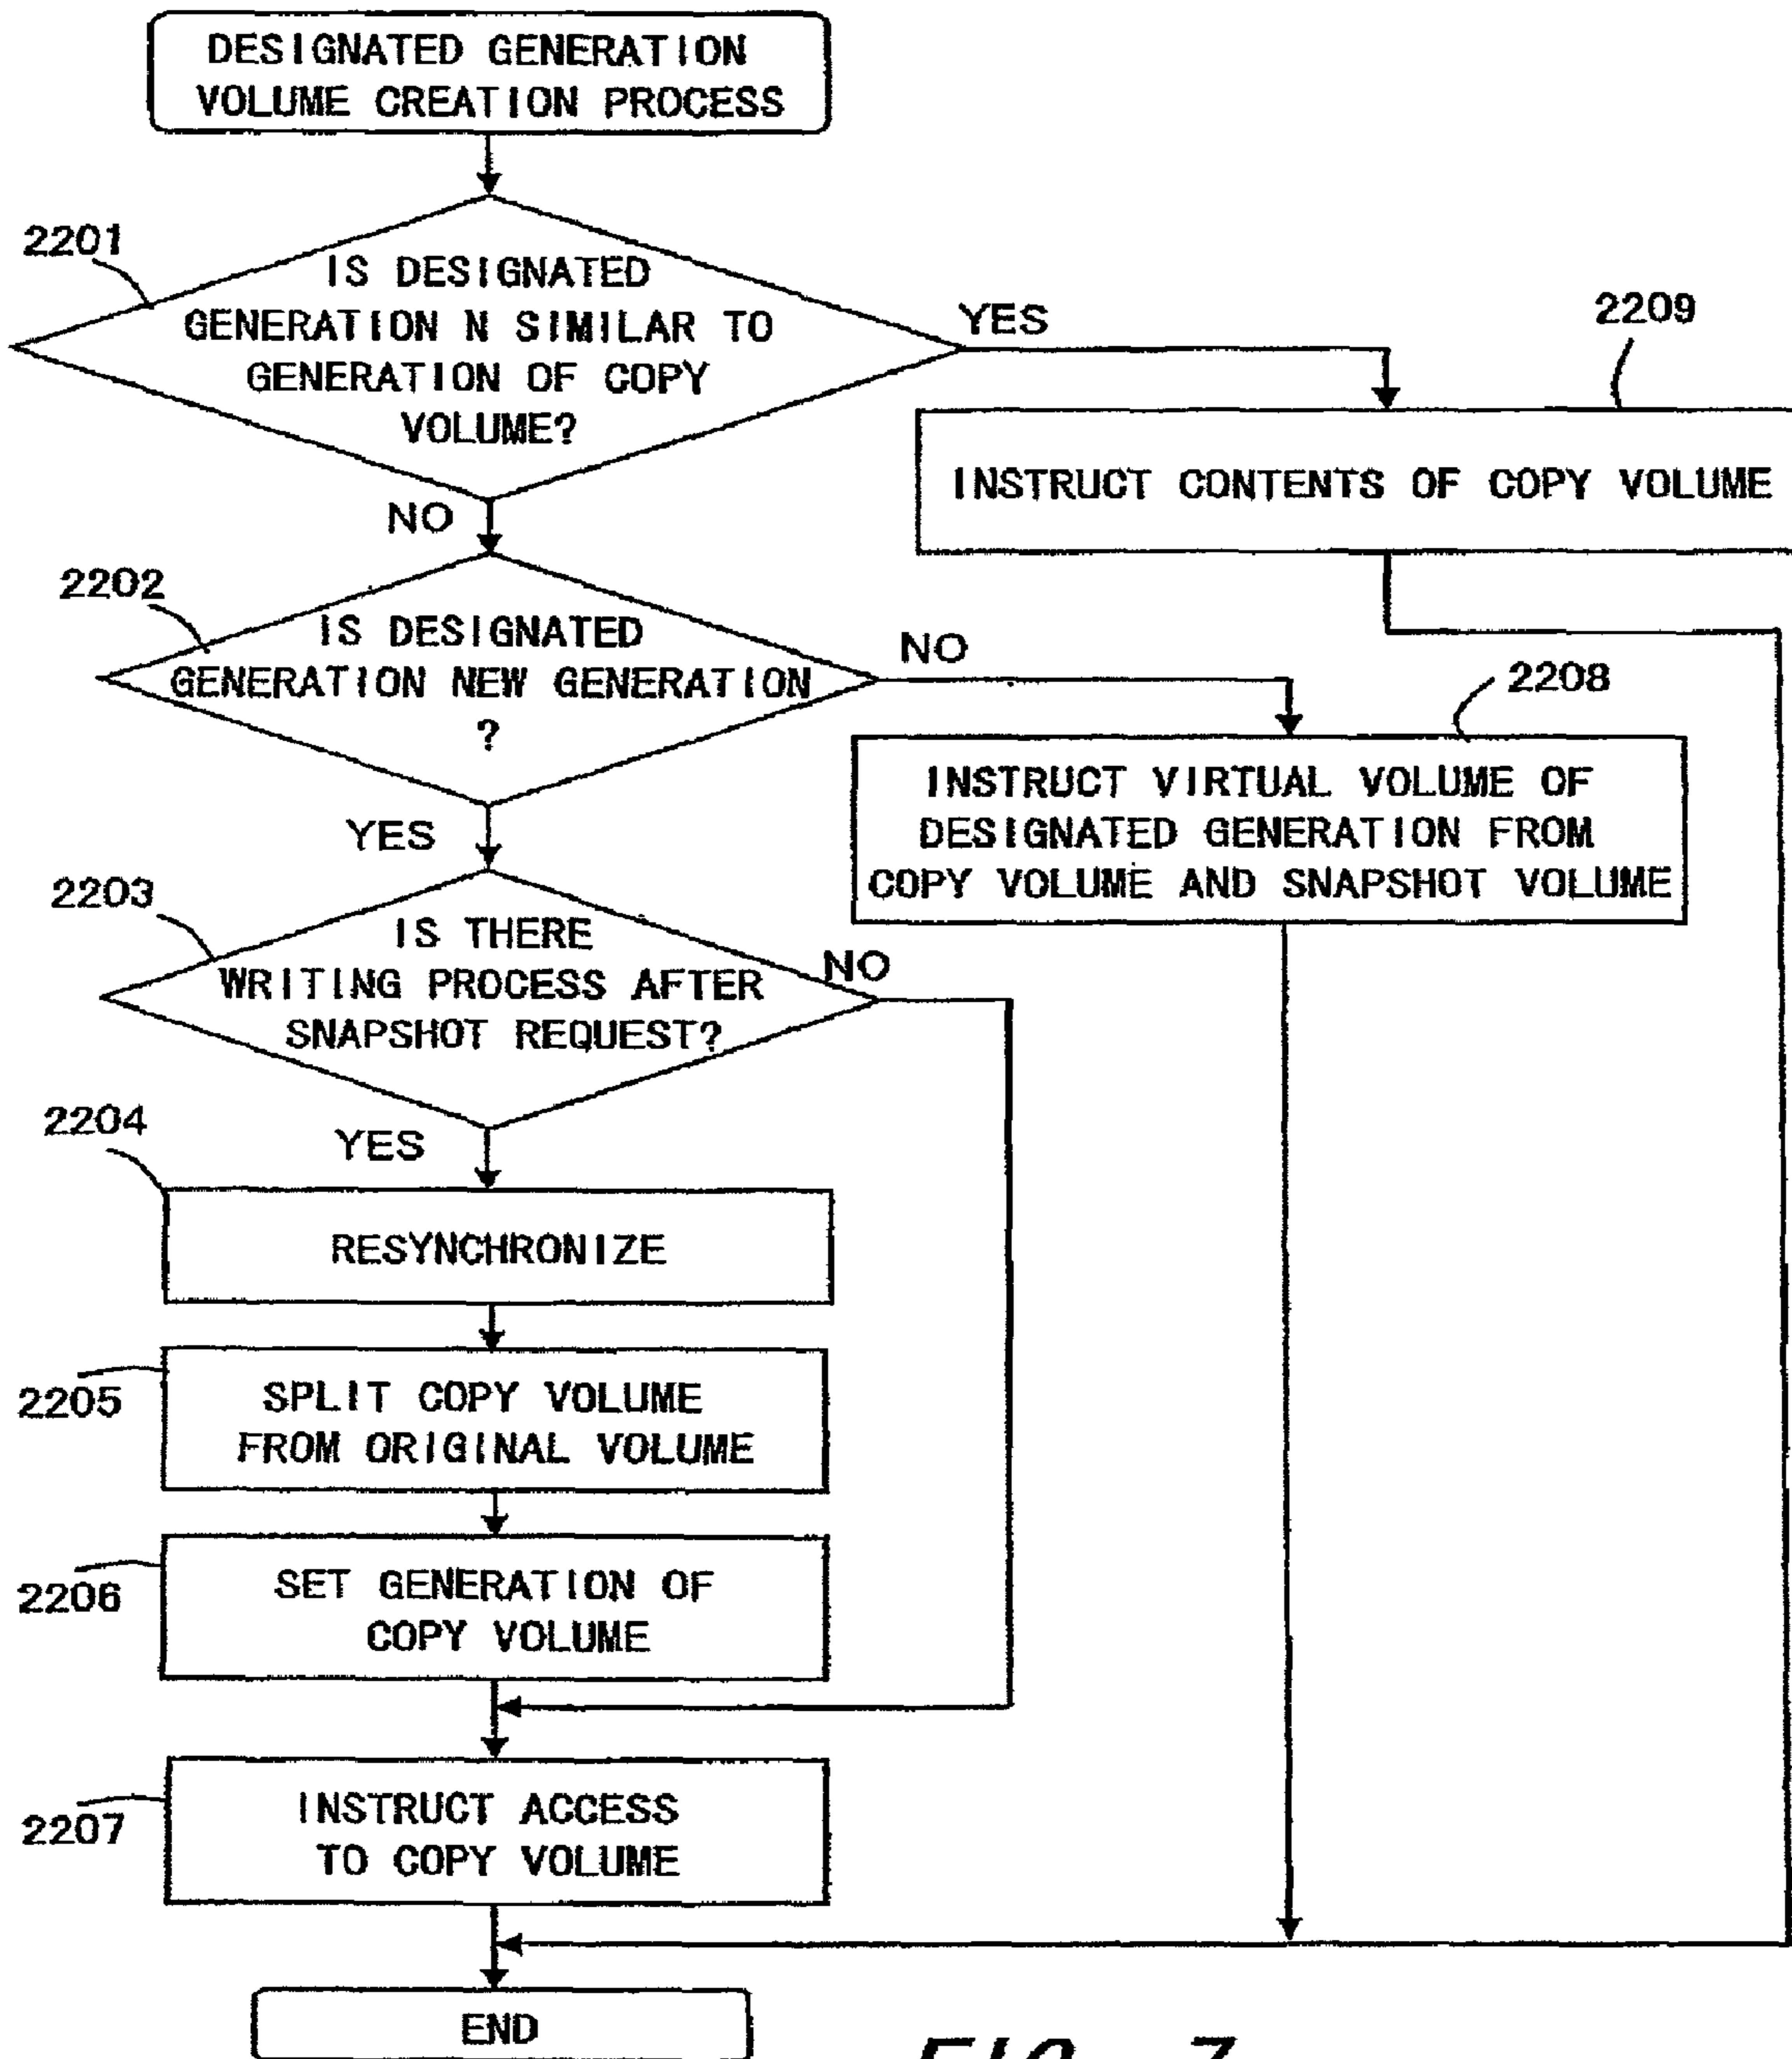 DESIGNATED GENERATION
VOLUME CREATION PROCESS
2201
IS DESIGNATED
GENERATION N SIMILAR TO
GENERATION OF COPY
VOLUME?
YES
2209
INSTRUCT CONTENTS OF COPY VOLUME
NO
2202
IS DESIGNATED
GENERATION NEW GENERATION
?
NO
2208
INSTRUCT VIRTUAL VOLUME OF
DESIGNATED GENERATION FROM
COPY VOLUME AND SNAPSHOT VOLUME
YES
2203
IS THERE
WRITING PROCESS AFTER
SNAPSHOT REQUEST?
NO
YES
2204
RESYNCHRONIZE
2205
SPLIT COPY VOLUME
FROM ORIGINAL VOLUME
2206
SET GENERATION OF
COPY VOLUME
2207
INSTRUCT ACCESS
TO COPY VOLUME
END
FIG. 7